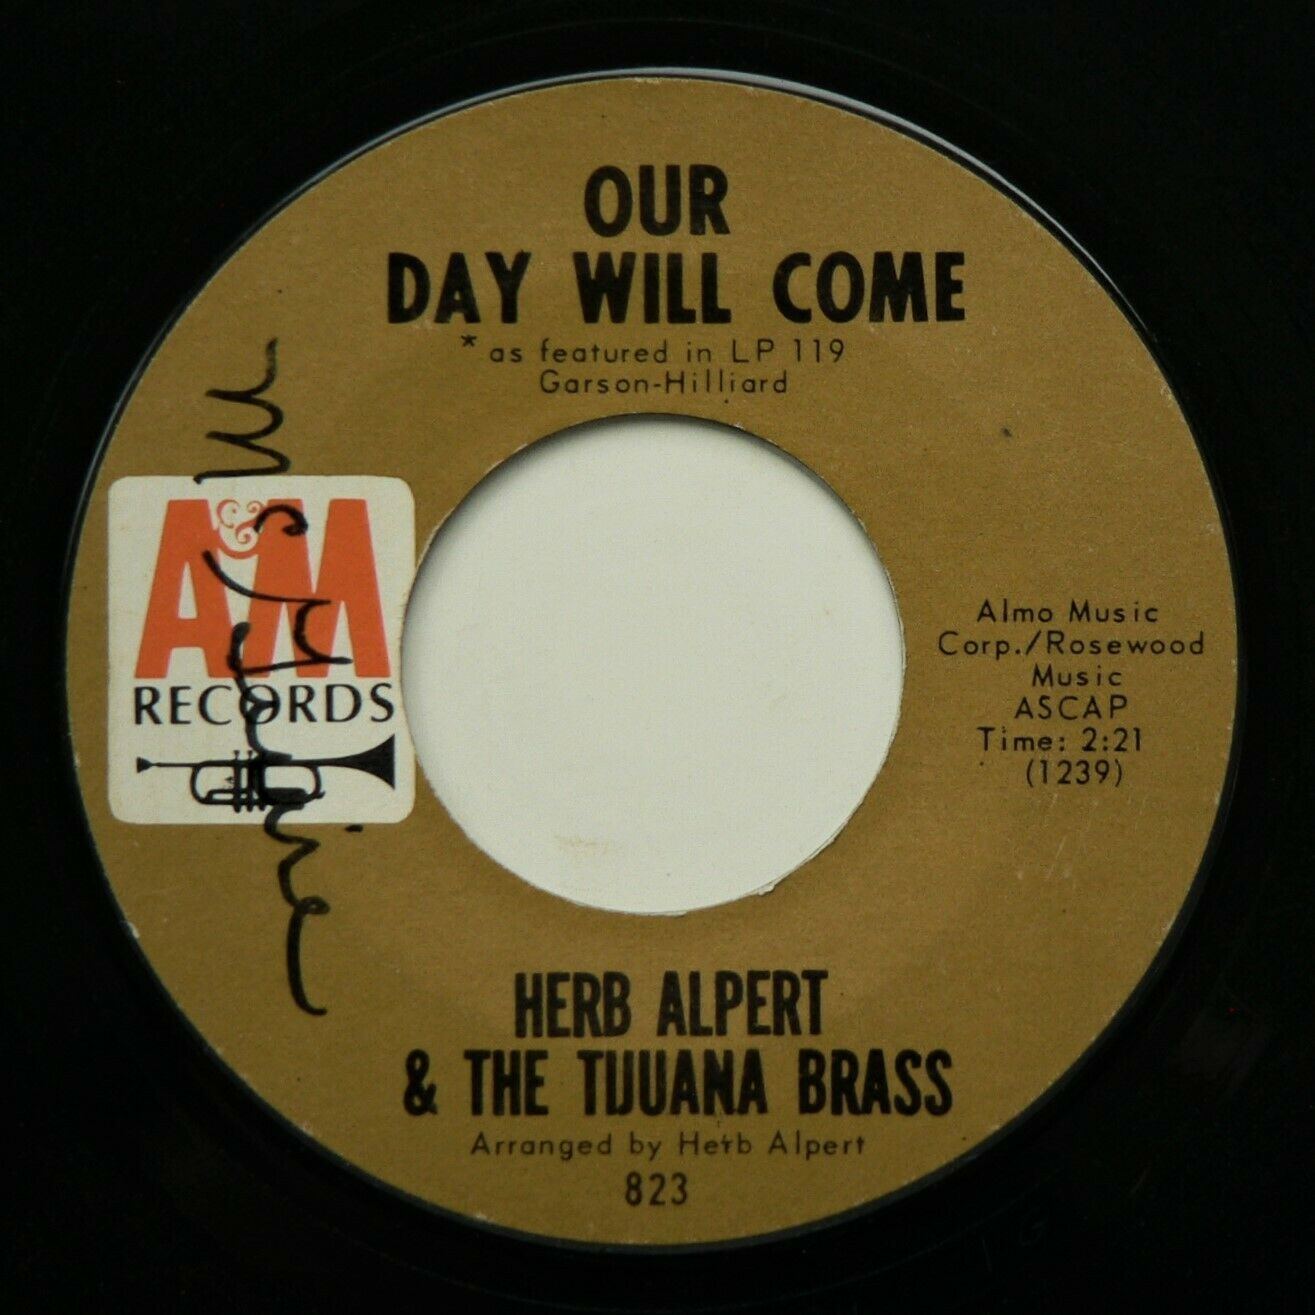 OUR
DAY WILL COME
* as featured in LP 119
Garson-Hilliard
A&M
RECORDS
Almo Music
Corp./Rosewood
Music
ASCAP
Time: 2:21
(1239)
HERB ALPERT
& THE TIJUANA BRASS
Arranged by Herb Alpert
823